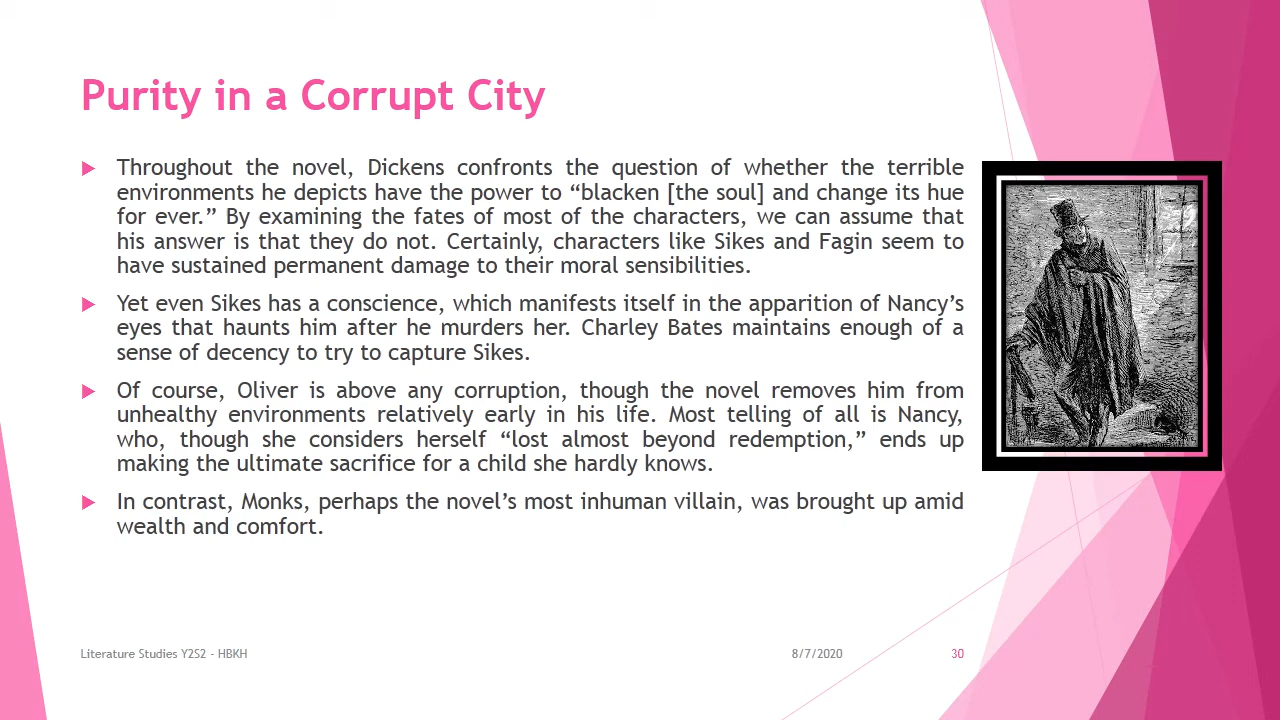 Purity in a Corrupt City
Throughout the novel, Dickens confronts the question of whether the terrible
environments he depicts have the power to “blacken [the soul] and change its hue
for ever.” By examining the fates of most of the characters, we can assume that
his answer is that they do not. Certainly, characters like Sikes and Fagin seem to
have sustained permanent damage to their moral sensibilities.
Yet even Sikes has a conscience, which manifests itself in the apparition of Nancy’s
eyes that haunts him after he murders her. Charley Bates maintains enough of a
sense of decency to try to capture Sikes.
Of course, Oliver is above any corruption, though the novel removes him from
unhealthy environments relatively early in his life. Most telling of all is Nancy,
who, though she considers herself “lost almost beyond redemption,” ends up
making the ultimate sacrifice for a child she hardly knows.
In contrast, Monks, perhaps the novel’s most inhuman villain, was brought up amid
wealth and comfort.
Literature Studies Y2S2 - HBKH
8/7/2020
30